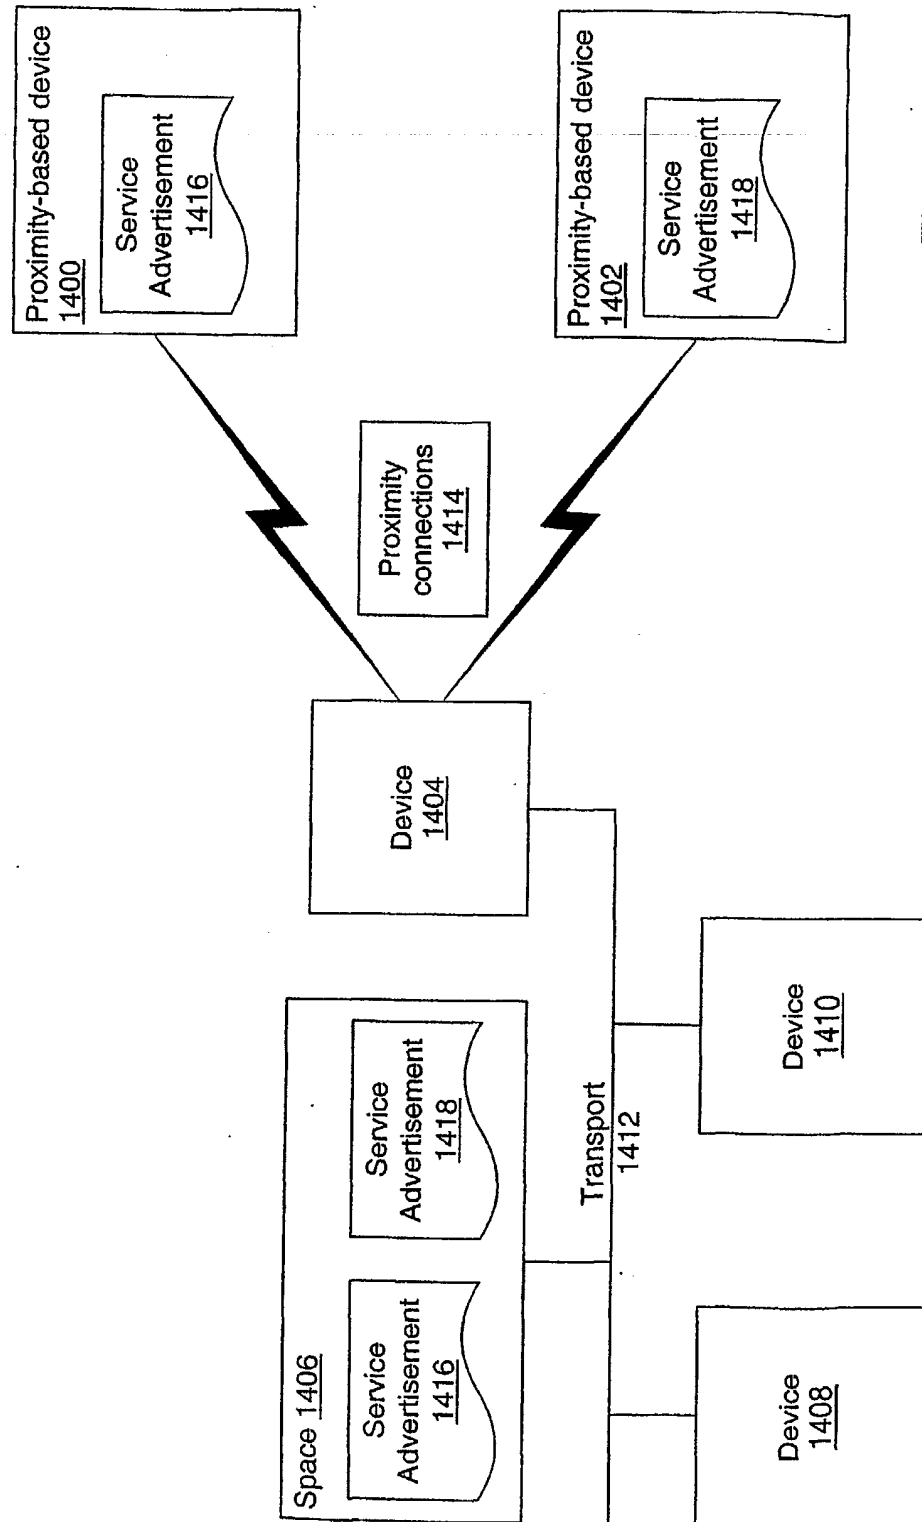 Space 1406
Service
Advertisement
1416
Service
Advertisement
1418
Device
1404
Proximity
connections
1414
Proximity-based device
1400
Service
Advertisement
1416
Proximity-based device
1402
Service
Advertisement
1418
Transport
1412
Device
1408
Device
1410